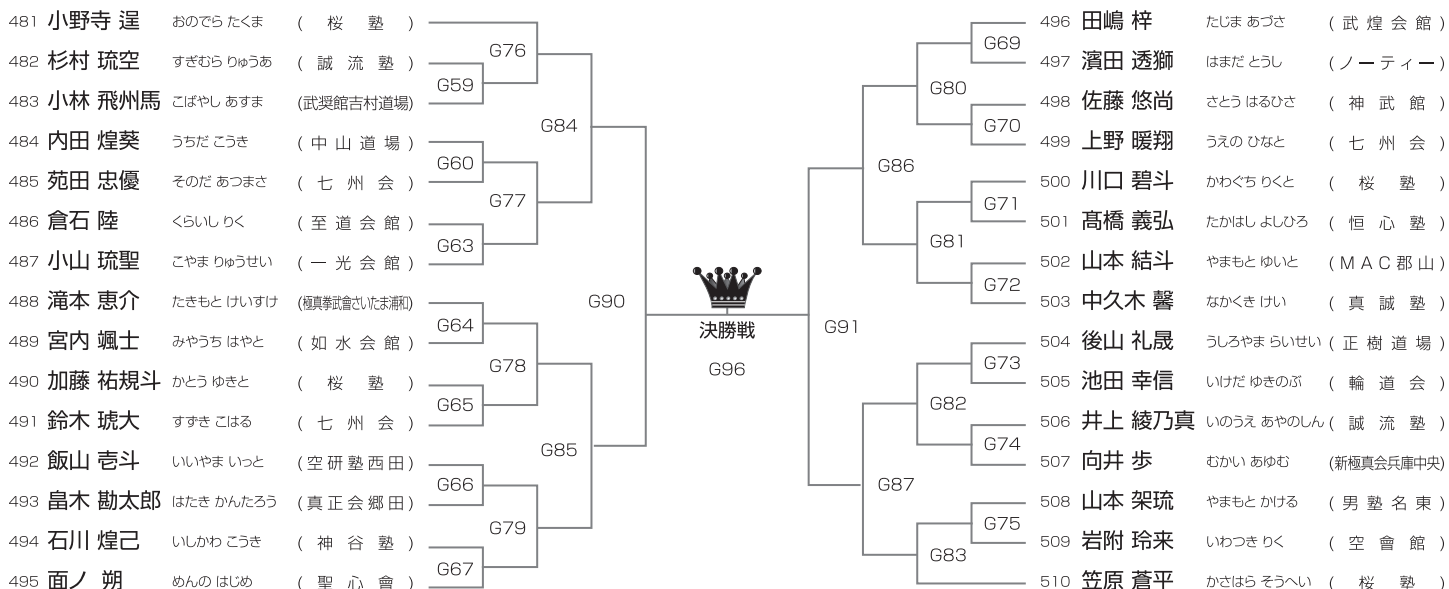 481 小野寺 逞 おのでら たくま (桜塾)
482 杉村 琉空 すぎむら りゅうあ (誠流塾)
483 小林 飛州馬 こばやし あすま (武奨館吉村道場)
484 内田 煌葵 うちだ こうき (中山道場)
485 苑田 忠優 そのだ あつまさ (七州会)
486 倉石 陸 くらいし りく (至道会館)
487 小山 琉聖 こやま りゅうせい (一光会館)
488 滝本 恵介 たきもと けいすけ (極真拳武會さいたま浦和)
489 宮内 颯士 みやうち はやと (如水会館)
490 加藤 祐規斗 かとう ゆきと (桜塾)
491 鈴木 琥大 すずき こはる (七州会)
492 飯山 壱斗 いいやま いっと (空研塾西田)
493 畠木 勘太郎 はたき かんたろう (真正会郷田)
494 石川 煌己 いしかわ こうき (神谷塾)
495 面ノ 朔 めんの はじめ (聖心會)
G76
G59
G84
G60
G77
G63
G90
G64
G78
G65
G85
G66
G79
G67
決勝戦
G96
G69
G80
G70
G86
G71
G81
G72
G91
G73
G82
G74
G87
G75
G83
496 田嶋 梓 たじま あづさ (武煌会館)
497 濱田 透獅 はまだ とうし (ノーティー)
498 佐藤 悠尚 さとう はるひさ (神武館)
499 上野 暖翔 うえの ひなと (七州会)
500 川口 碧斗 かわぐち りくと (桜塾)
501 髙橋 義弘 たかはし よしひろ (恒心塾)
502 山本 結斗 やまもと ゆいと (MAC郡山)
503 中久木 馨 なかくき けい (真誠塾)
504 後山 礼晟 うしろやま らいせい (正樹道場)
505 池田 幸信 いけだ ゆきのぶ (輪道会)
506 井上 綾乃真 いのうえ あやのしん (誠流塾)
507 向井 歩 むかい あゆむ (新極真会兵庫中央)
508 山本 架琉 やまもと かける (男塾名東)
509 岩附 玲来 いわつき りく (空會館)
510 笠原 蒼平 かさはら そうへい (桜塾)